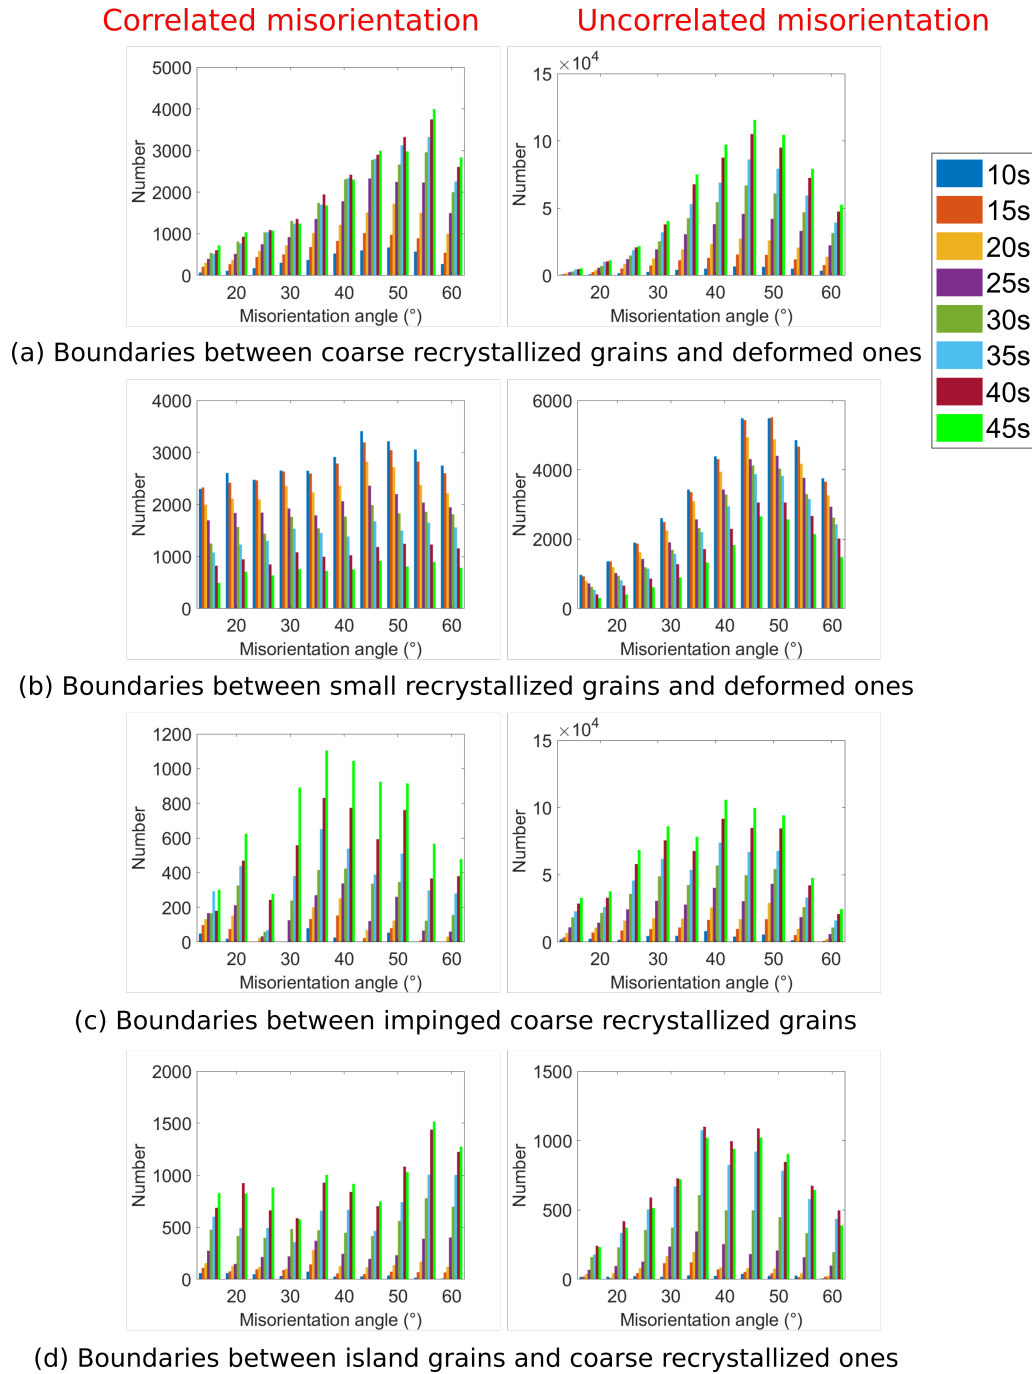 Correlated misorientation Uncorrelated misorientation
5000
4000
3000
2000
1000
0
Number
20 30 40 50 60
Misorientation angle (°)
×10⁴
15
10
5
0
Number
20 30 40 50 60
Misorientation angle (°)
10s
15s
20s
25s
30s
35s
40s
45s
(a) Boundaries between coarse recrystallized grains and deformed ones
4000
3000
2000
1000
0
Number
20 30 40 50 60
Misorientation angle (°)
6000
4000
2000
0
Number
20 30 40 50 60
Misorientation angle (°)
(b) Boundaries between small recrystallized grains and deformed ones
1200
1000
800
600
400
200
0
Number
20 30 40 50 60
Misorientation angle (°)
×10⁴
15
10
5
0
Number
20 30 40 50 60
Misorientation angle (°)
(c) Boundaries between impinged coarse recrystallized grains
2000
1500
1000
500
0
Number
20 30 40 50 60
Misorientation angle (°)
1500
1000
500
0
Number
20 30 40 50 60
Misorientation angle (°)
(d) Boundaries between island grains and coarse recrystallized ones